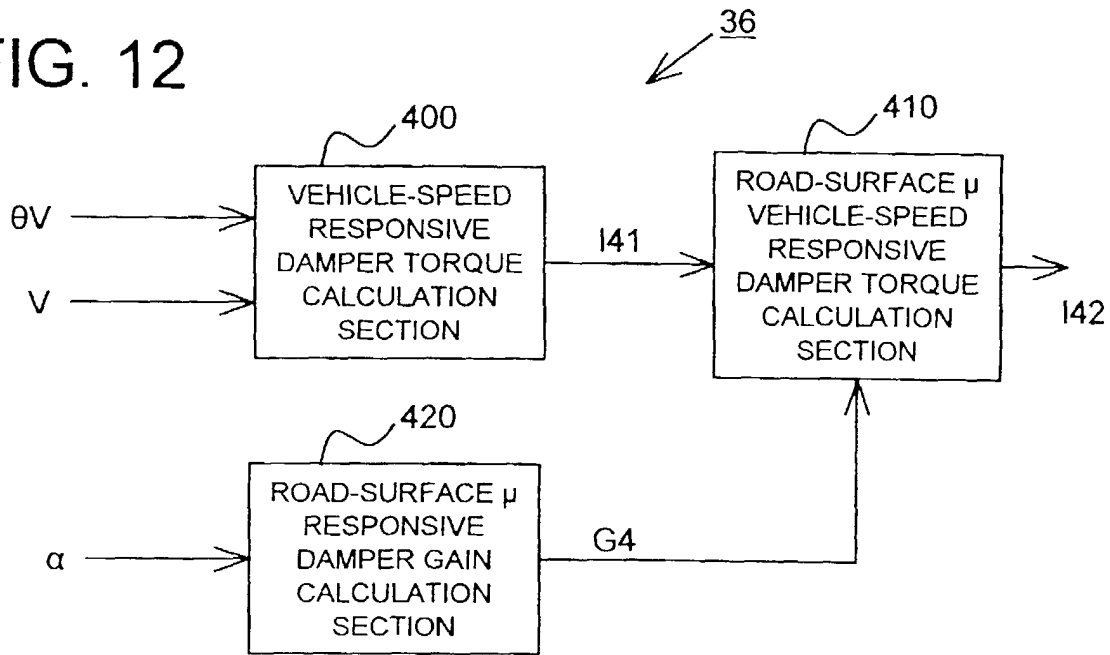 FIG. 12
36
400
410
VEHICLE-SPEED
RESPONSIVE
DAMPER TORQUE
CALCULATION
SECTION
θV
V
I41
ROAD-SURFACE μ
VEHICLE-SPEED
RESPONSIVE
DAMPER TORQUE
CALCULATION
SECTION
I42
420
ROAD-SURFACE μ
RESPONSIVE
DAMPER GAIN
CALCULATION
SECTION
α
G4